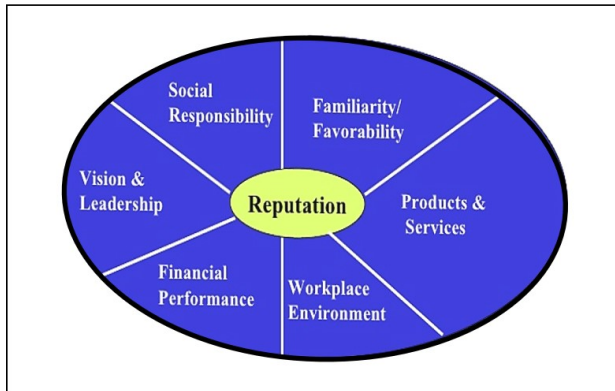 Social
Responsibility
Familiarity/
Favorability
Vision &
Leadership
Reputation
Products &
Services
Financial
Performance
Workplace
Environment